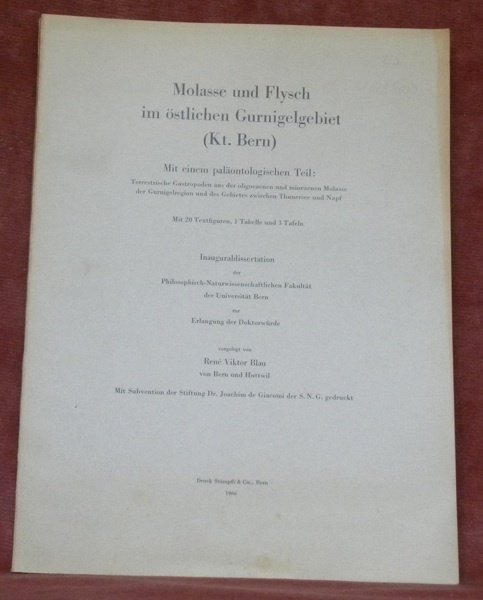 Molasse und Flysch
im östlichen Gurnigelgebiet
(Kt. Bern)
Mit einem paläontologischen Teil:
Terrestrische Gastropoden aus der oligozaenen und miozaenen Molasse
der Gurnigelregion und des Gebietes zwischen Thunersee und Napf
Mit 20 Textfiguren, 1 Tabelle und 3 Tafeln
Inauguraldissertation
der
Philosophisch-Naturwissenschaftlichen Fakultät
der Universität Bern
zur
Erlangung der Doktorwürde
vorgelegt von
René Viktor Blau
von Bern und Huttwil
Mit Subvention der Stiftung Dr. Joachim de Giacomi der S. N. G. gedruckt
Druck Stämpfli & Cie., Bern
1966